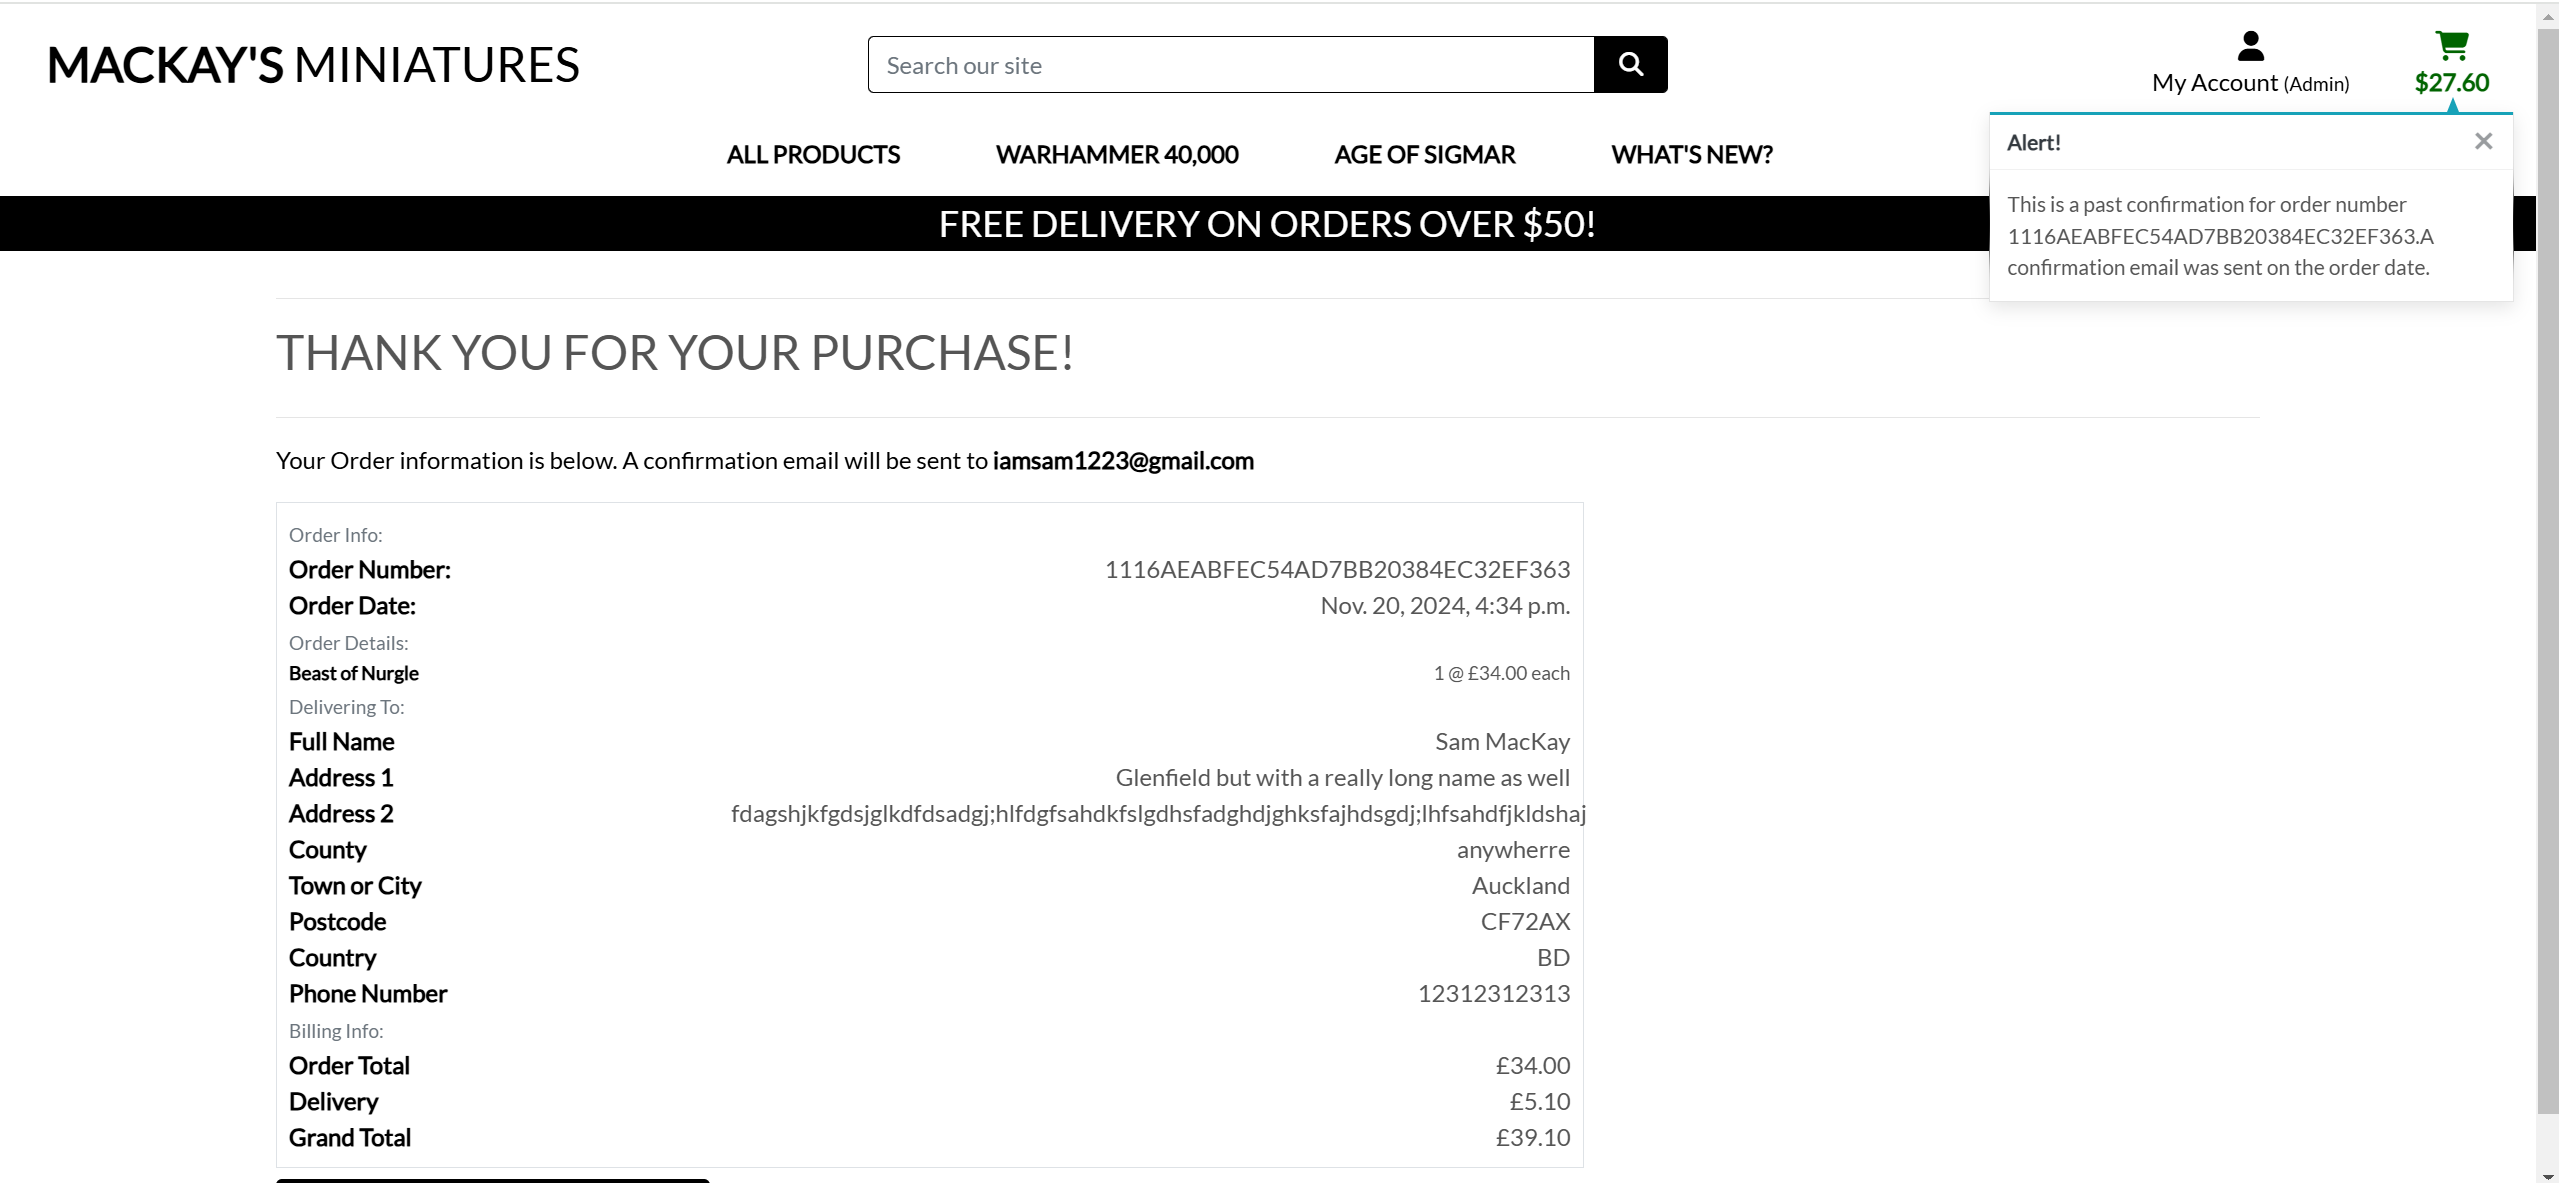 MACKAY'S MINIATURES
Search our site
My Account (Admin)
$27.60
ALL PRODUCTS
WARHAMMER 40,000
AGE OF SIGMAR
WHAT'S NEW?
Alert!
This is a past confirmation for order number
1116AEABFEC54AD7BB20384EC32EF363.A
confirmation email was sent on the order date.
FREE DELIVERY ON ORDERS OVER $50!
THANK YOU FOR YOUR PURCHASE!
Your Order information is below. A confirmation email will be sent to iamsam1223@gmail.com
Order Info:
Order Number: 1116AEABFEC54AD7BB20384EC32EF363
Order Date: Nov. 20, 2024, 4:34 p.m.
Order Details:
Beast of Nurgle 1 @ £34.00 each
Delivering To:
Full Name Sam MacKay
Address 1 Glenfield but with a really long name as well
Address 2 fdagshjkfgdsjglkdfdsadgj;hlfdgfsahdkfslgdhsfadghdjghksfajhdsgdj;lhfsahdfjkldshaj
County anywherre
Town or City Auckland
Postcode CF72AX
Country BD
Phone Number 12312312313
Billing Info:
Order Total £34.00
Delivery £5.10
Grand Total £39.10